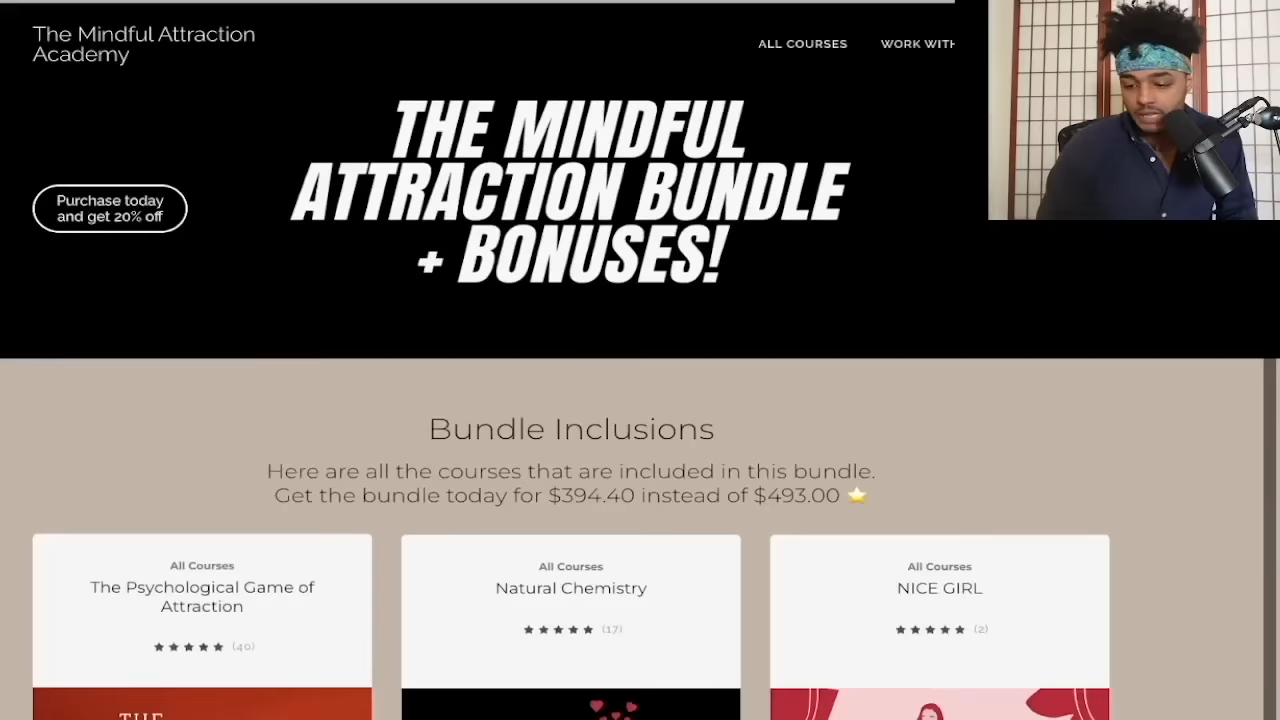 The Mindful Attraction
Academy
ALL COURSES
WORK WITH
THE MINDFUL
ATTRACTION BUNDLE
+ BONUSES!
Purchase today
and get 20% off
Bundle Inclusions
Here are all the courses that are included in this bundle.
Get the bundle today for $394.40 instead of $493.00 ⭐
All Courses
The Psychological Game of
Attraction
(40)
All Courses
Natural Chemistry
(17)
All Courses
NICE GIRL
(2)
THE